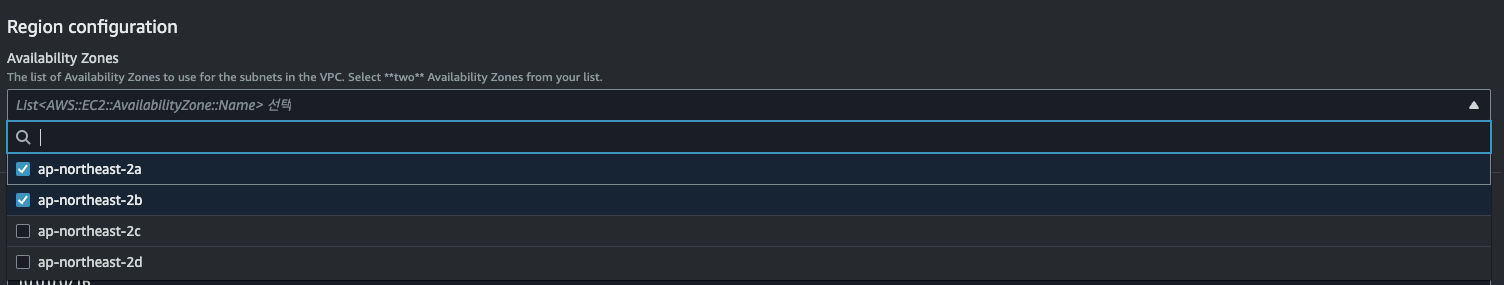 Region configuration
Availability Zones
The list of Availability Zones to use for the subnets in the VPC. Select **two** Availability Zones from your list.
List<AWS::EC2::AvailabilityZone::Name> 선택
ap-northeast-2a
ap-northeast-2b
ap-northeast-2c
ap-northeast-2d